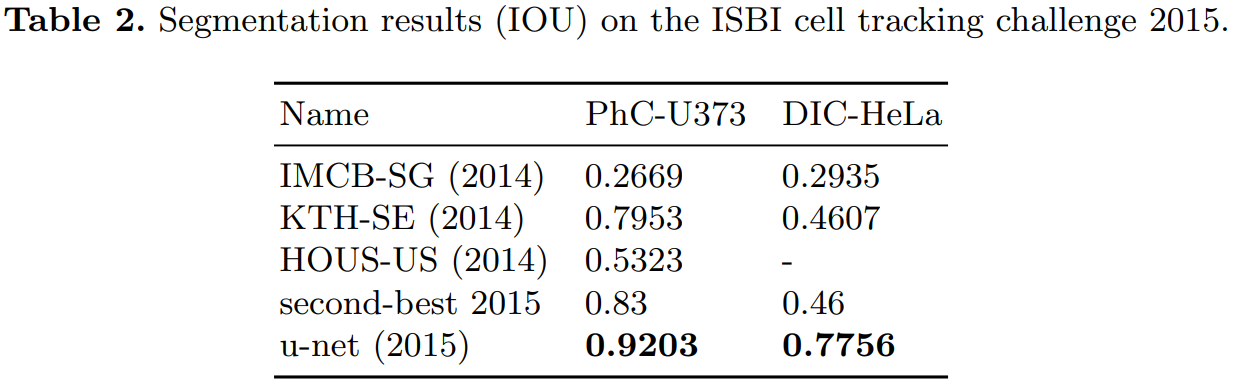 Table 2. Segmentation results (IOU) on the ISBI cell tracking challenge 2015.
Name PhC-U373 DIC-HeLa
IMCB-SG (2014) 0.2669 0.2935
KTH-SE (2014) 0.7953 0.4607
HOUS-US (2014) 0.5323 -
second-best 2015 0.83 0.46
u-net (2015) 0.9203 0.7756